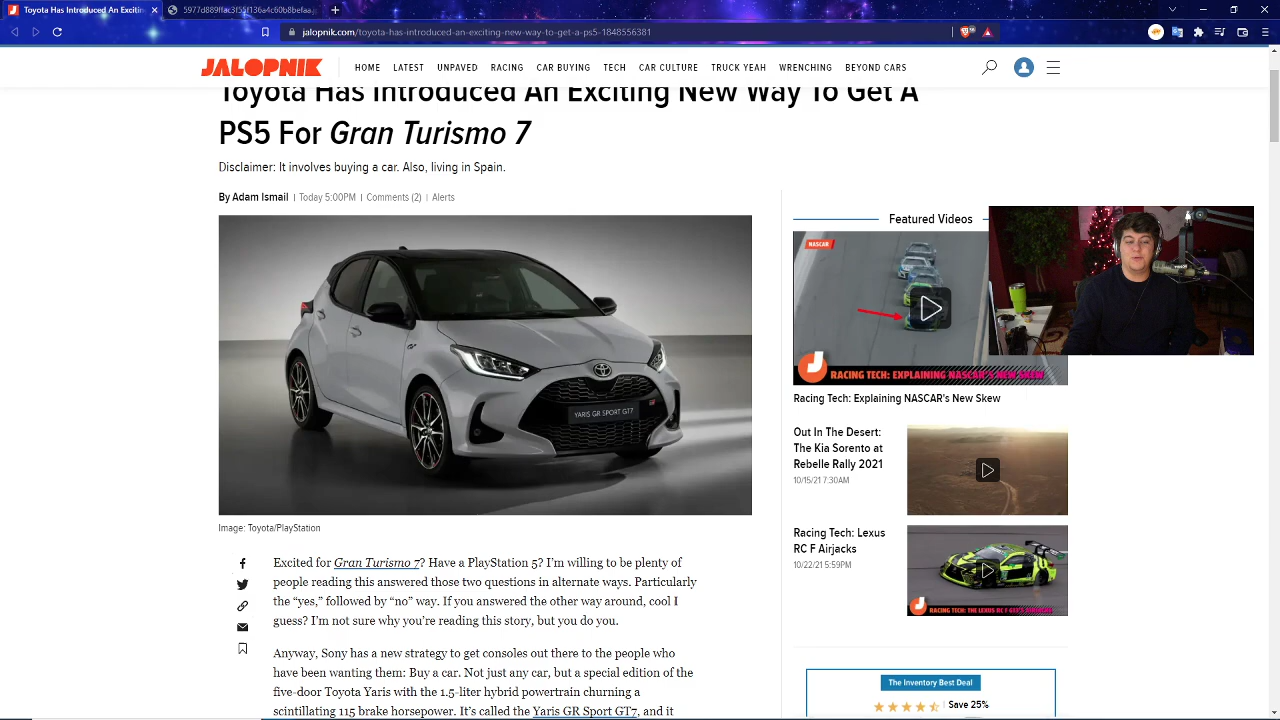 Toyota Has Introduced An Exciti
5977d889ffac3f55f136a4c60b8befaa.j
jalopnik.com/toyota-has-introduced-an-exciting-new-way-to-get-a-ps5-1848556381
JALOPNIK
HOME
LATEST
UNPAVED
RACING
CAR BUYING
TECH
CAR CULTURE
TRUCK YEAH
WRENCHING
BEYOND CARS
Toyota Has Introduced An Exciting New Way To Get A
PS5 For Gran Turismo 7
Disclaimer: It involves buying a car. Also, living in Spain.
By Adam Ismail | Today 5:00PM | Comments (2) | Alerts
YARIS GR SPORT GT7
Image: Toyota/PlayStation
Excited for Gran Turismo 7? Have a PlayStation 5? I'm willing to be plenty of
people reading this answered those two questions in alternate ways. Particularly
the “yes,” followed by “no” way. If you answered the other way around, cool I
guess? I'm not sure why you're reading this story, but you do you.
Anyway, Sony has a new strategy to get consoles out there to the people who
have been wanting them: Buy a car. Not just any car, but a special edition of the
five-door Toyota Yaris with the 1.5-liter hybrid powertrain churning a
scintillating 115 brake horsepower. It's called the Yaris GR Sport GT7, and it
Featured Videos
NASCAR
RACING TECH: EXPLAINING NASCAR'S NEW SKEW
Racing Tech: Explaining NASCAR's New Skew
Out In The Desert:
The Kia Sorento at
Rebelle Rally 2021
10/15/21 7:30AM
Racing Tech: Lexus
RC F Airjacks
10/22/21 5:59PM
RACING TECH: THE LEXUS RC F GT3'S AIRJACKS
The Inventory Best Deal
Save 25%